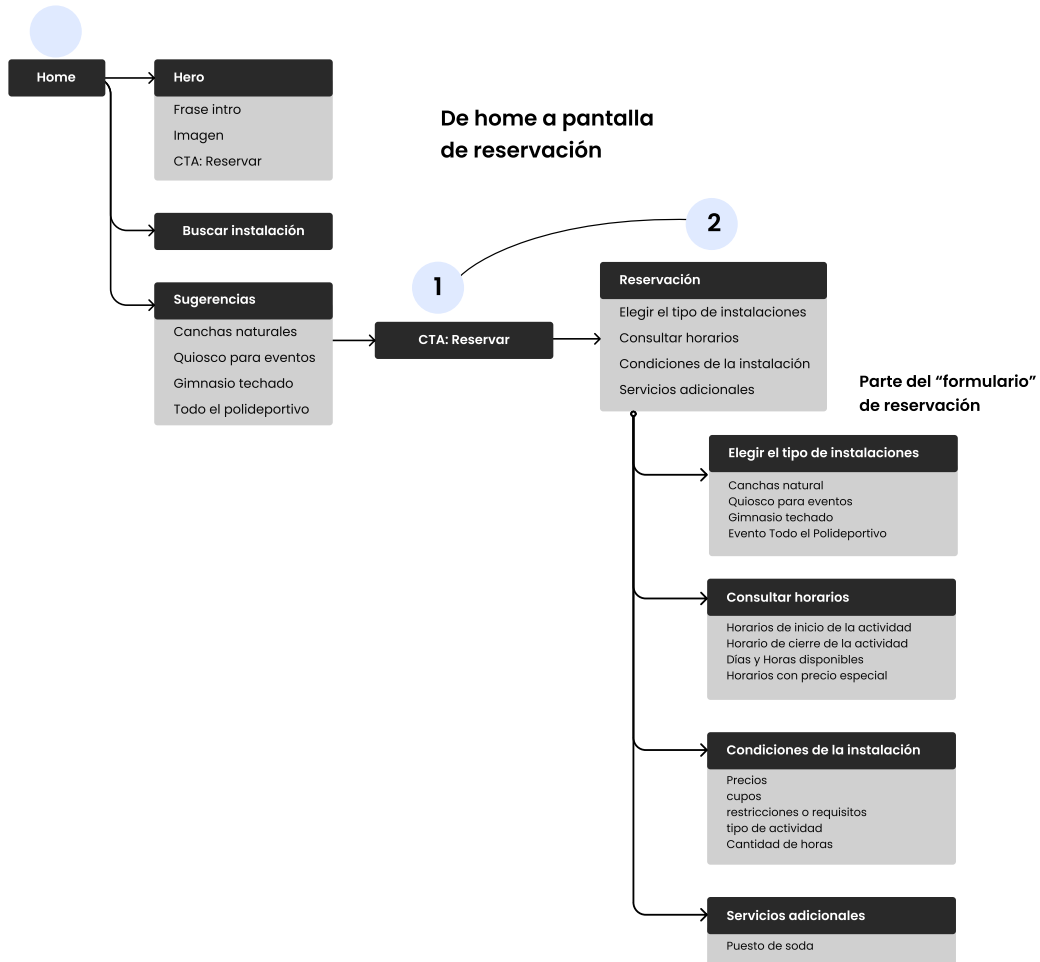 Home
Hero
Frase intro
Imagen
CTA: Reservar
Buscar instalación
Sugerencias
Canchas naturales
Quiosco para eventos
Gimnasio techado
Todo el polideportivo
De home a pantalla
de reservación
1
2
CTA: Reservar
Reservación
Elegir el tipo de instalaciones
Consultar horarios
Condiciones de la instalación
Servicios adicionales
Parte del “formulario”
de reservación
Elegir el tipo de instalaciones
Canchas natural
Quiosco para eventos
Gimnasio techado
Evento Todo el Polideportivo
Consultar horarios
Horarios de inicio de la actividad
Horario de cierre de la actividad
Días y Horas disponibles
Horarios con precio especial
Condiciones de la instalación
Precios
cupos
restricciones o requisitos
tipo de actividad
Cantidad de horas
Servicios adicionales
Puesto de soda